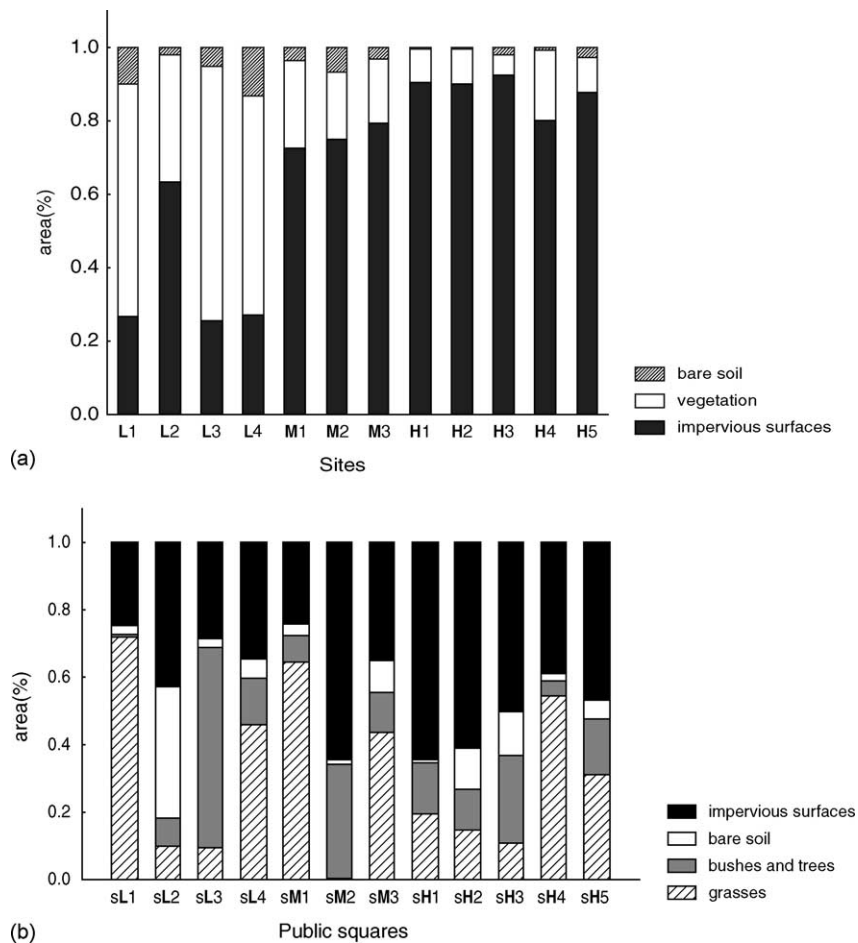 1.0
0.8
0.6
0.4
0.2
0.0
area(%)
L1 L2 L3 L4 M1 M2 M3 H1 H2 H3 H4 H5
Sites
bare soil
vegetation
impervious surfaces
(a)
1.0
0.8
0.6
0.4
0.2
0.0
area(%)
sL1 sL2 sL3 sL4 sM1 sM2 sM3 sH1 sH2 sH3 sH4 sH5
Public squares
impervious surfaces
bare soil
bushes and trees
grasses
(b)